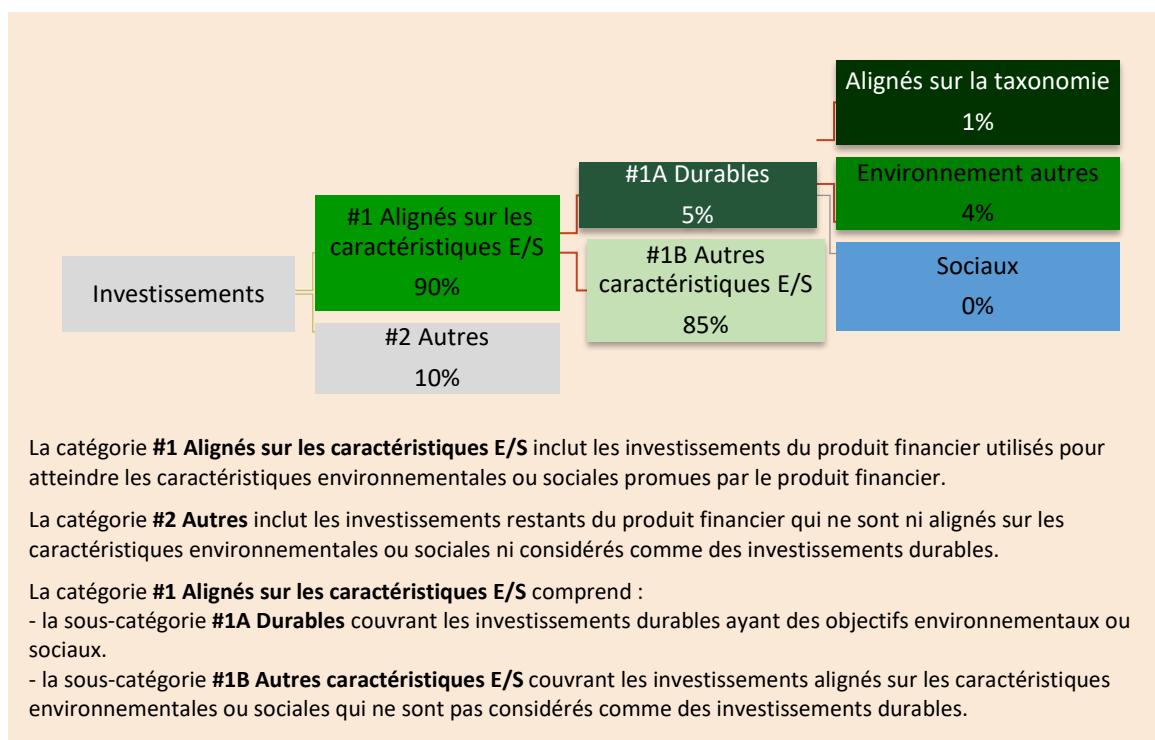 Alignés sur la taxonomie
1%
#1A Durables
5%
Environnement autres
4%
#1 Alignés sur les
caractéristiques E/S
90%
#1B Autres
caractéristiques E/S
85%
Sociaux
0%
Investissements
#2 Autres
10%
La catégorie #1 Alignés sur les caractéristiques E/S inclut les investissements du produit financier utilisés pour
atteindre les caractéristiques environnementales ou sociales promues par le produit financier.
La catégorie #2 Autres inclut les investissements restants du produit financier qui ne sont ni alignés sur les
caractéristiques environnementales ou sociales ni considérés comme des investissements durables.
La catégorie #1 Alignés sur les caractéristiques E/S comprend :
- la sous-catégorie #1A Durables couvrant les investissements durables ayant des objectifs environnementaux ou
sociaux.
- la sous-catégorie #1B Autres caractéristiques E/S couvrant les investissements alignés sur les caractéristiques
environnementales ou sociales qui ne sont pas considérés comme des investissements durables.